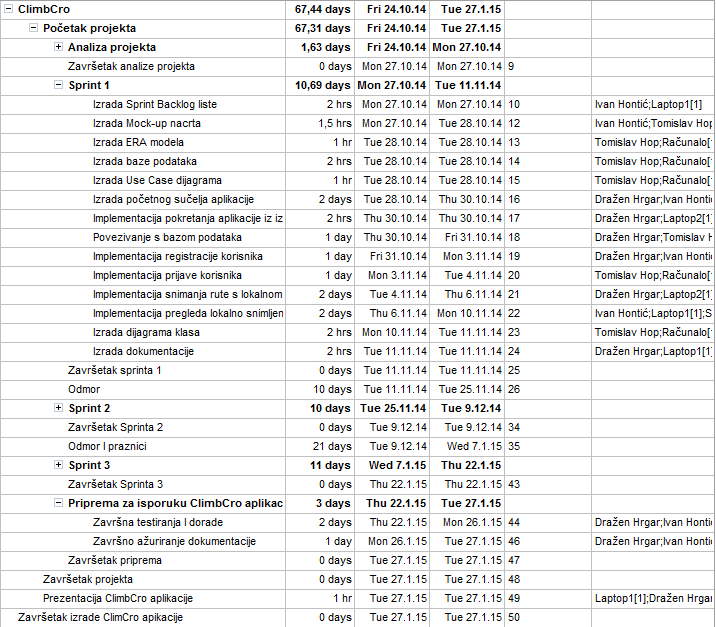 ClimbCro 67,44 days Fri 24.10.14 Tue 27.1.15
Početak projekta 67,31 days Fri 24.10.14 Tue 27.1.15
Analiza projekta 1,63 days Fri 24.10.14 Mon 27.10.14
Završetak analize projekta 0 days Mon 27.10.14 Mon 27.10.14 9
Sprint 1 10,69 days Mon 27.10.14 Tue 11.11.14
Izrada Sprint Backlog liste 2 hrs Mon 27.10.14 Mon 27.10.14 10 Ivan Hontić;Laptop1[1]
Izrada Mock-up nacrta 1,5 hrs Mon 27.10.14 Tue 28.10.14 12 Ivan Hontić;Tomislav Hop
Izrada ERA modela 1 hr Tue 28.10.14 Tue 28.10.14 13 Tomislav Hop;Računalo[
Izrada baze podataka 2 hrs Tue 28.10.14 Tue 28.10.14 14 Tomislav Hop;Računalo[
Izrada Use Case dijagrama 1 hr Tue 28.10.14 Tue 28.10.14 15 Tomislav Hop;Računalo[
Izrada početnog sučelja aplikacije 2 days Tue 28.10.14 Thu 30.10.14 16 Dražen Hrgar;Ivan Honti
Implementacija pokretanja aplikacije iz iz 2 hrs Thu 30.10.14 Thu 30.10.14 17 Dražen Hrgar;Laptop2[1]
Povezivanje s bazom podataka 1 day Thu 30.10.14 Fri 31.10.14 18 Dražen Hrgar;Tomislav H
Implementacija registracije korisnika 1 day Fri 31.10.14 Mon 3.11.14 19 Dražen Hrgar;Ivan Honti
Implementacija prijave korisnika 1 day Mon 3.11.14 Tue 4.11.14 20 Tomislav Hop;Računalo[
Implementacija snimanja rute s lokalnom 2 days Tue 4.11.14 Thu 6.11.14 21 Dražen Hrgar;Laptop2[1]
Implementacija pregleda lokalno snimljen 2 days Thu 6.11.14 Mon 10.11.14 22 Ivan Hontić;Laptop1[1];S
Izrada dijagrama klasa 2 hrs Mon 10.11.14 Tue 11.11.14 23 Tomislav Hop;Računalo[
Izrada dokumentacije 2 hrs Tue 11.11.14 Tue 11.11.14 24 Dražen Hrgar;Laptop1[1]
Završetak sprinta 1 0 days Tue 11.11.14 Tue 11.11.14 25
Odmor 10 days Tue 11.11.14 Tue 25.11.14 26
Sprint 2 10 days Tue 25.11.14 Tue 9.12.14
Završetak Sprinta 2 0 days Tue 9.12.14 Tue 9.12.14 34
Odmor I praznici 21 days Tue 9.12.14 Wed 7.1.15 35
Sprint 3 11 days Wed 7.1.15 Thu 22.1.15
Završetak Sprinta 3 0 days Thu 22.1.15 Thu 22.1.15 43
Priprema za isporuku ClimbCro aplikac 3 days Thu 22.1.15 Tue 27.1.15
Završna testiranja I dorade 2 days Thu 22.1.15 Mon 26.1.15 44 Dražen Hrgar;Ivan Honti
Završno ažuriranje dokumentacije 1 day Mon 26.1.15 Tue 27.1.15 46 Dražen Hrgar;Ivan Honti
Završetak priprema 0 days Tue 27.1.15 Tue 27.1.15 47
Završetak projekta 0 days Tue 27.1.15 Tue 27.1.15 48
Prezentacija ClimbCro aplikacije 1 hr Tue 27.1.15 Tue 27.1.15 49 Laptop1[1];Dražen Hrgar
Završetak izrade ClimCro apikacije 0 days Tue 27.1.15 Tue 27.1.15 50